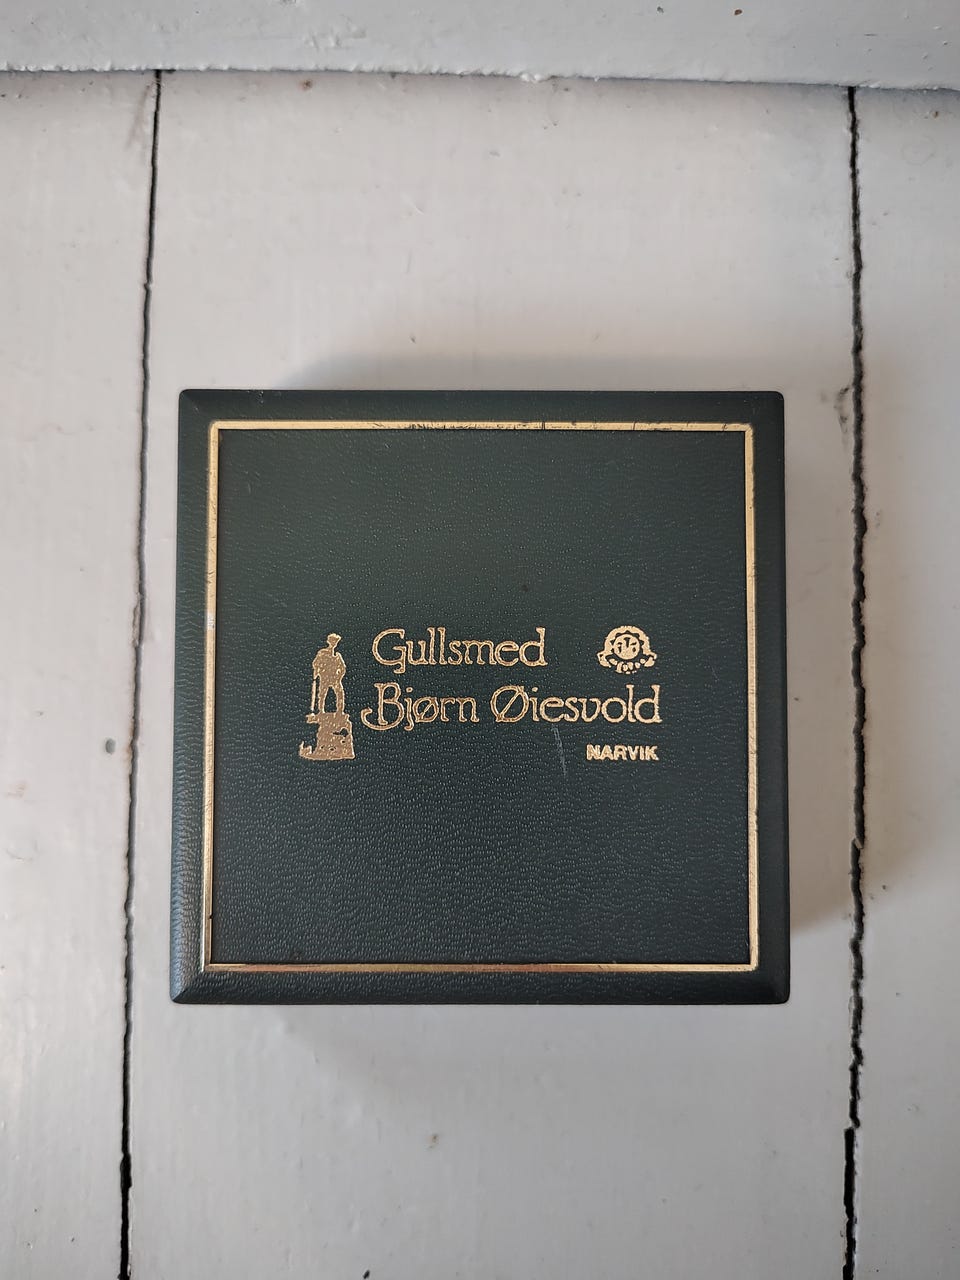 Gullsmed
Bjørn Øiesvold
NARVIK